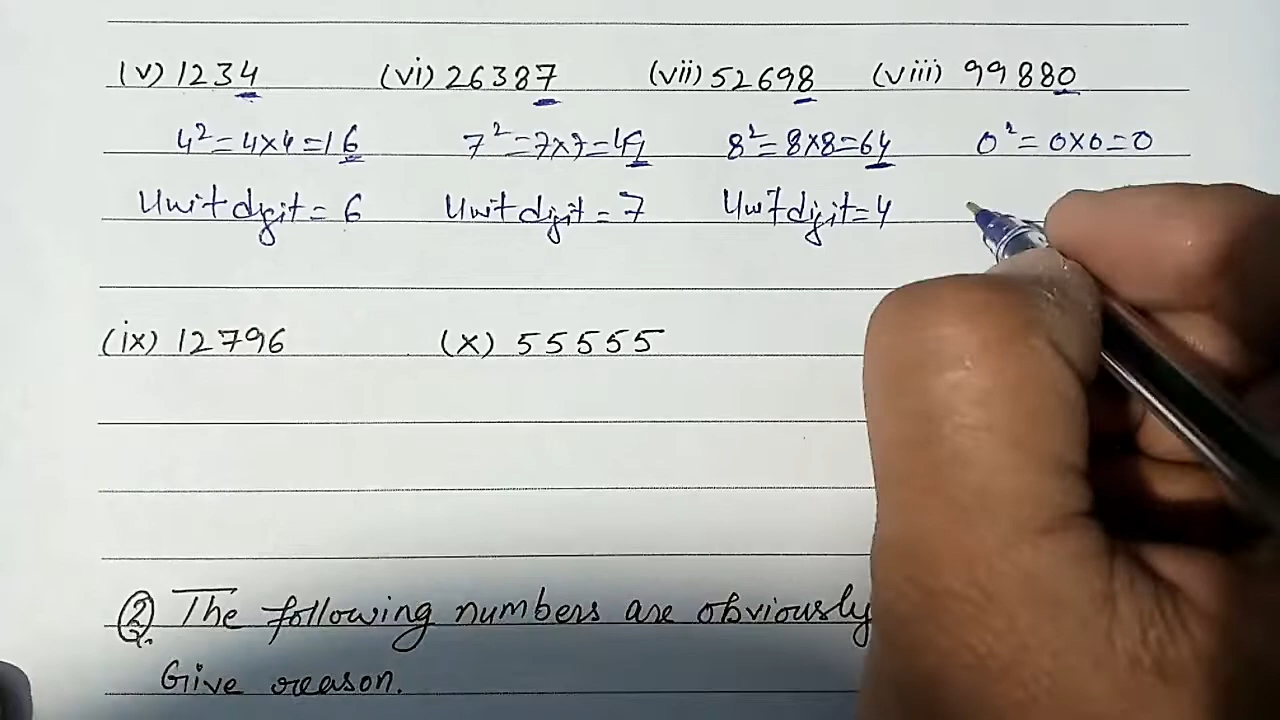 (v) 1234 (vi) 26387 (vii) 52698 (viii) 99880
4² = 4×4 = 16 7² = 7×7 = 49 8² = 8×8 = 64 0² = 0×0 = 0
Unit digit = 6 Unit digit = 7 Unit digit = 4
(ix) 12796 (x) 55555
(2) The following numbers are obviously
Give reason.